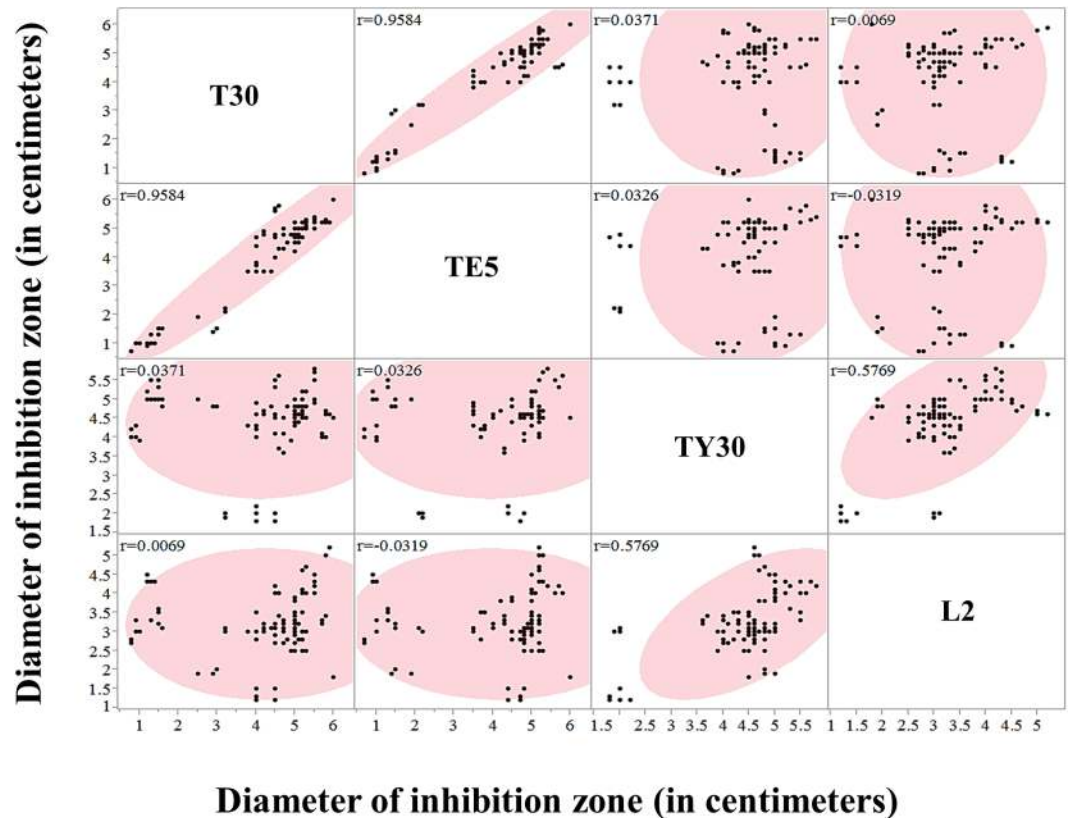 Diameter of inhibition zone (in centimeters)
6
5
4
3
2
1
T30
r=0.9584
r=0.0371
r=0.0069
6
5
4
3
2
1
r=0.9584
TE5
r=0.0326
r=-0.0319
5.5
5
4.5
4
3.5
3
2.5
2
1.5
r=0.0371
r=0.0326
TY30
r=0.5769
5
4.5
4
3.5
3
2.5
2
1.5
1
r=0.0069
r=-0.0319
r=0.5769
L2
1 2 3 4 5 6 1 2 3 4 5 6 1.5 2 2.5 3 3.5 4 4.5 5 5.5 1 1.5 2 2.5 3 3.5 4 4.5 5
Diameter of inhibition zone (in centimeters)